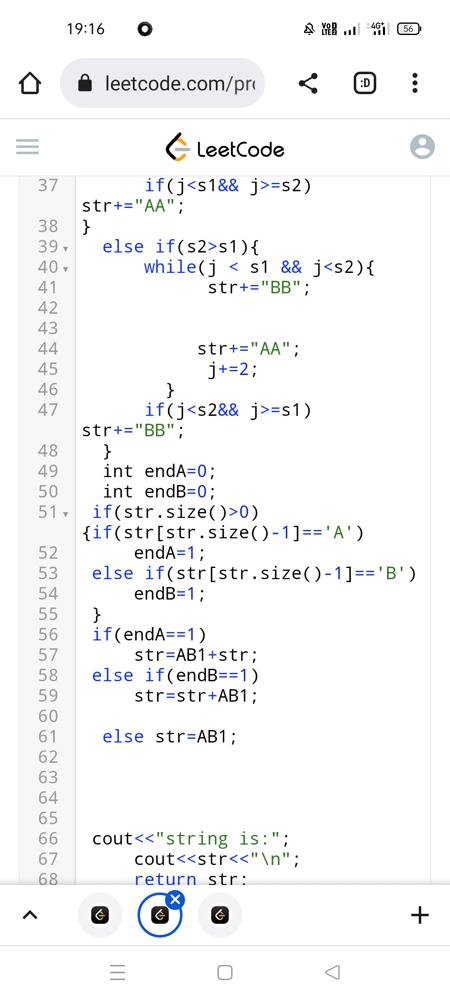 19:16
Vo LTE 4G+ 56
leetcode.com/pro
:D
LeetCode
37 if(j<s1&& j>=s2)
str+="AA";
38 }
39 else if(s2>s1){
40 while(j < s1 && j<s2){
41 str+="BB";
42
43
44 str+="AA";
45 j+=2;
46 }
47 if(j<s2&& j>=s1)
str+="BB";
48 }
49 int endA=0;
50 int endB=0;
51 if(str.size()>0)
{if(str[str.size()-1]=='A')
52 endA=1;
53 else if(str[str.size()-1]=='B')
54 endB=1;
55 }
56 if(endA==1)
57 str=AB1+str;
58 else if(endB==1)
59 str=str+AB1;
60
61 else str=AB1;
62
63
64
65
66 cout<<"string is:";
67 cout<<str<<"\n";
68 return str;